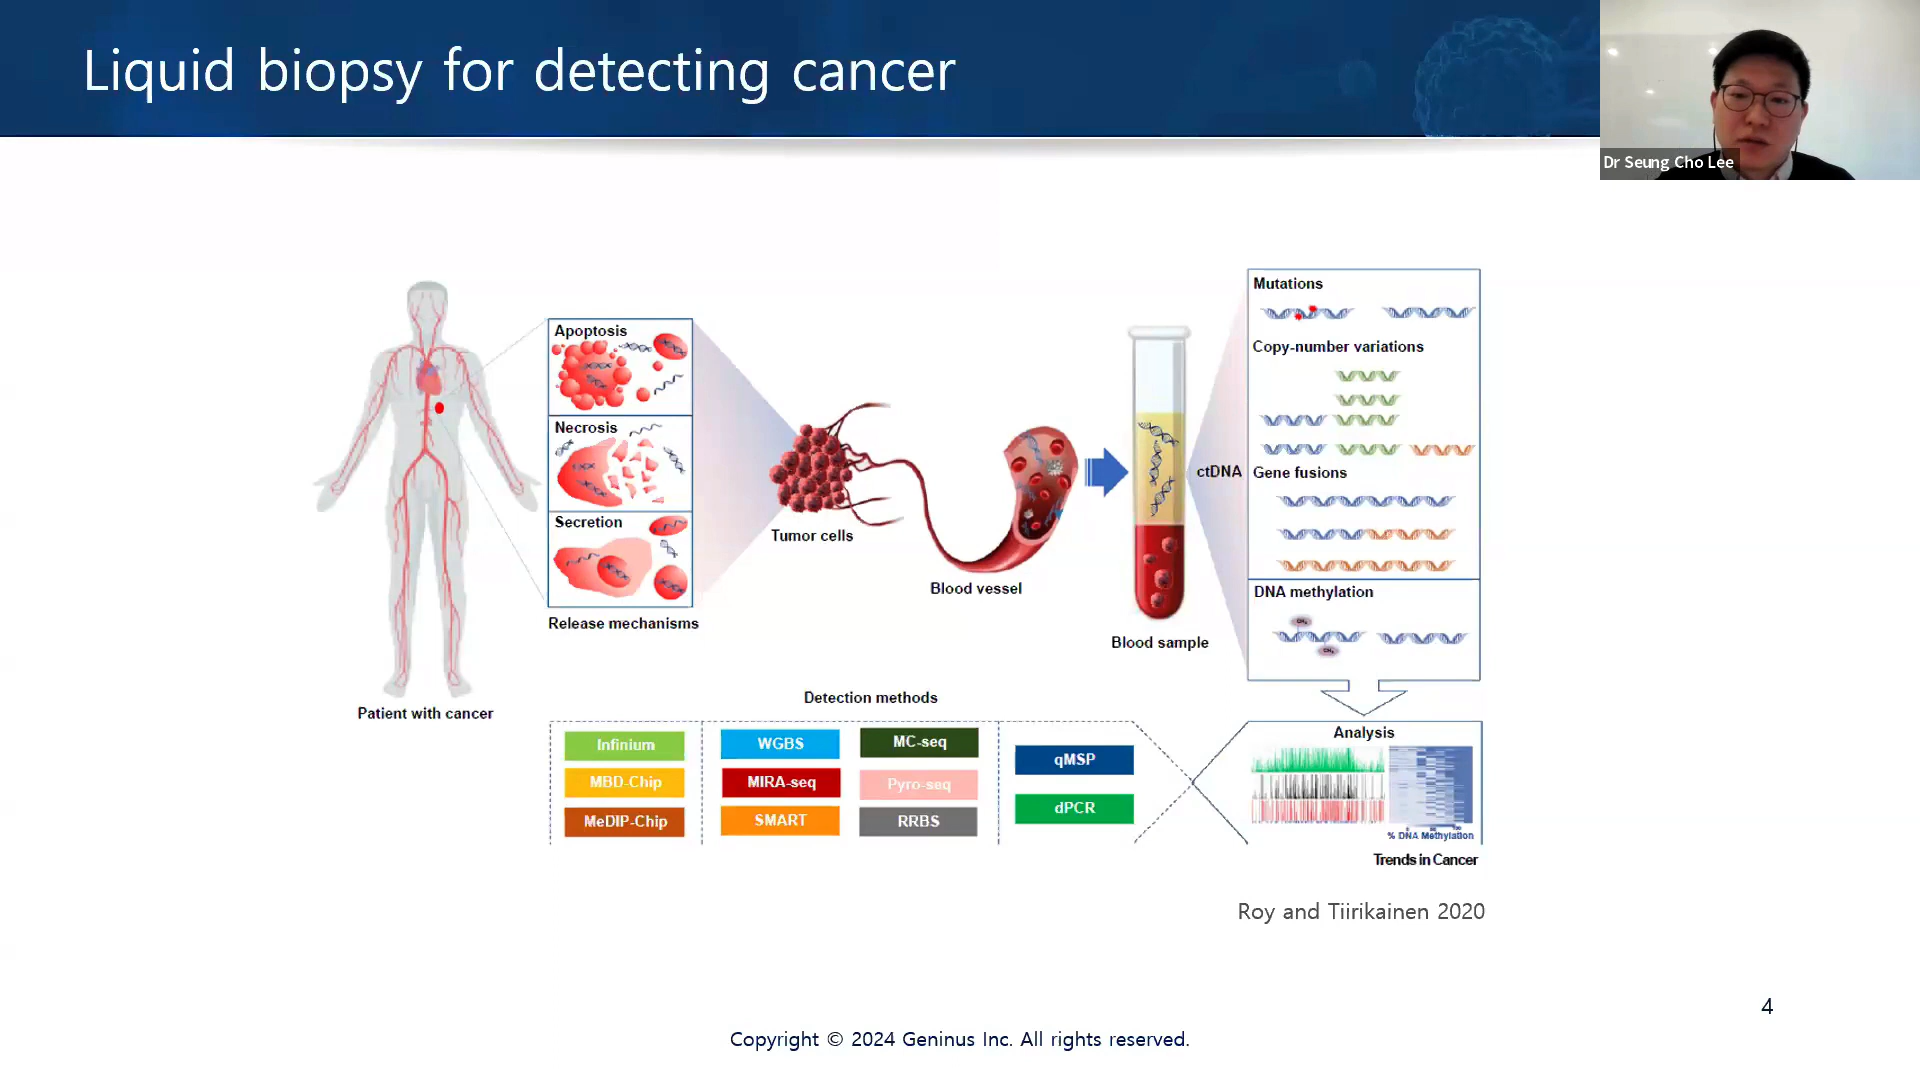 Liquid biopsy for detecting cancer
Dr Seung Cho Lee
Apoptosis
Necrosis
Secretion
Release mechanisms
Patient with cancer
Tumor cells
Blood vessel
Blood sample
ctDNA
Mutations
Copy-number variations
Gene fusions
DNA methylation
CH₃
CH₃
Detection methods
Infinium
MBD-Chip
MeDIP-Chip
WGBS
MIRA-seq
SMART
MC-seq
Pyro-seq
RRBS
qMSP
dPCR
Analysis
% DNA Methylation
Trends in Cancer
Roy and Tiirikainen 2020
4
Copyright © 2024 Geninus Inc. All rights reserved.